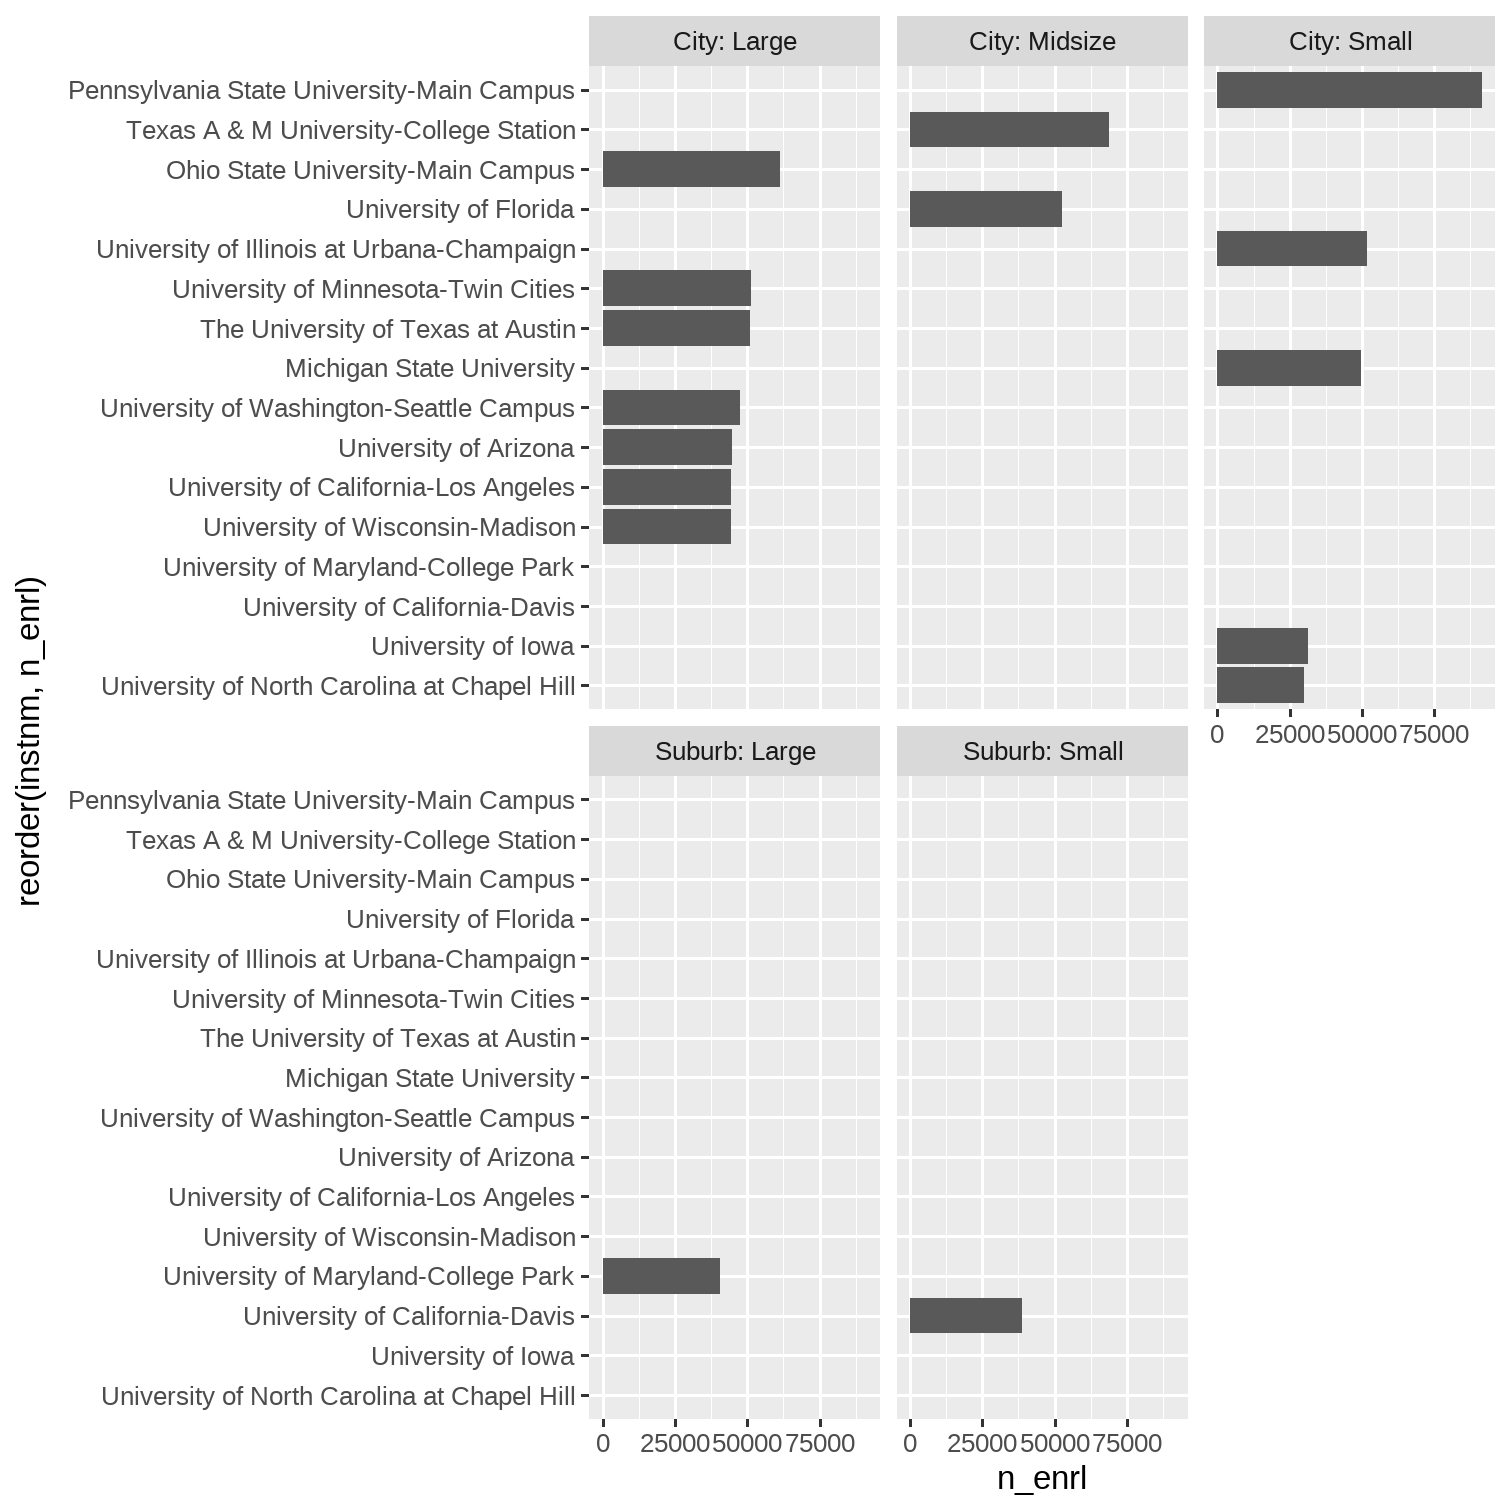 City: Large
City: Midsize
City: Small
Pennsylvania State University-Main Campus
Texas A & M University-College Station
Ohio State University-Main Campus
University of Florida
University of Illinois at Urbana-Champaign
University of Minnesota-Twin Cities
The University of Texas at Austin
Michigan State University
University of Washington-Seattle Campus
University of Arizona
University of California-Los Angeles
University of Wisconsin-Madison
University of Maryland-College Park
University of California-Davis
University of Iowa
University of North Carolina at Chapel Hill
0 25000 50000 75000
reorder(instnm, n_enrl)
Suburb: Large
Suburb: Small
Pennsylvania State University-Main Campus
Texas A & M University-College Station
Ohio State University-Main Campus
University of Florida
University of Illinois at Urbana-Champaign
University of Minnesota-Twin Cities
The University of Texas at Austin
Michigan State University
University of Washington-Seattle Campus
University of Arizona
University of California-Los Angeles
University of Wisconsin-Madison
University of Maryland-College Park
University of California-Davis
University of Iowa
University of North Carolina at Chapel Hill
0 25000 50000 75000
0 25000 50000 75000
n_enrl